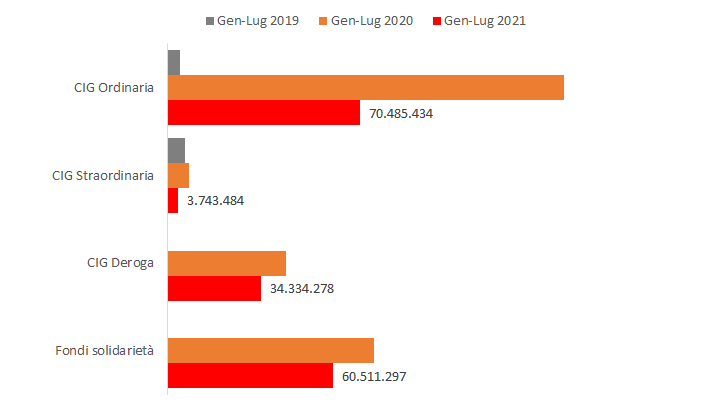 Gen-Lug 2019 Gen-Lug 2020 Gen-Lug 2021
CIG Ordinaria
70.485.434
CIG Straordinaria
3.743.484
CIG Deroga
34.334.278
Fondi solidarietà
60.511.297